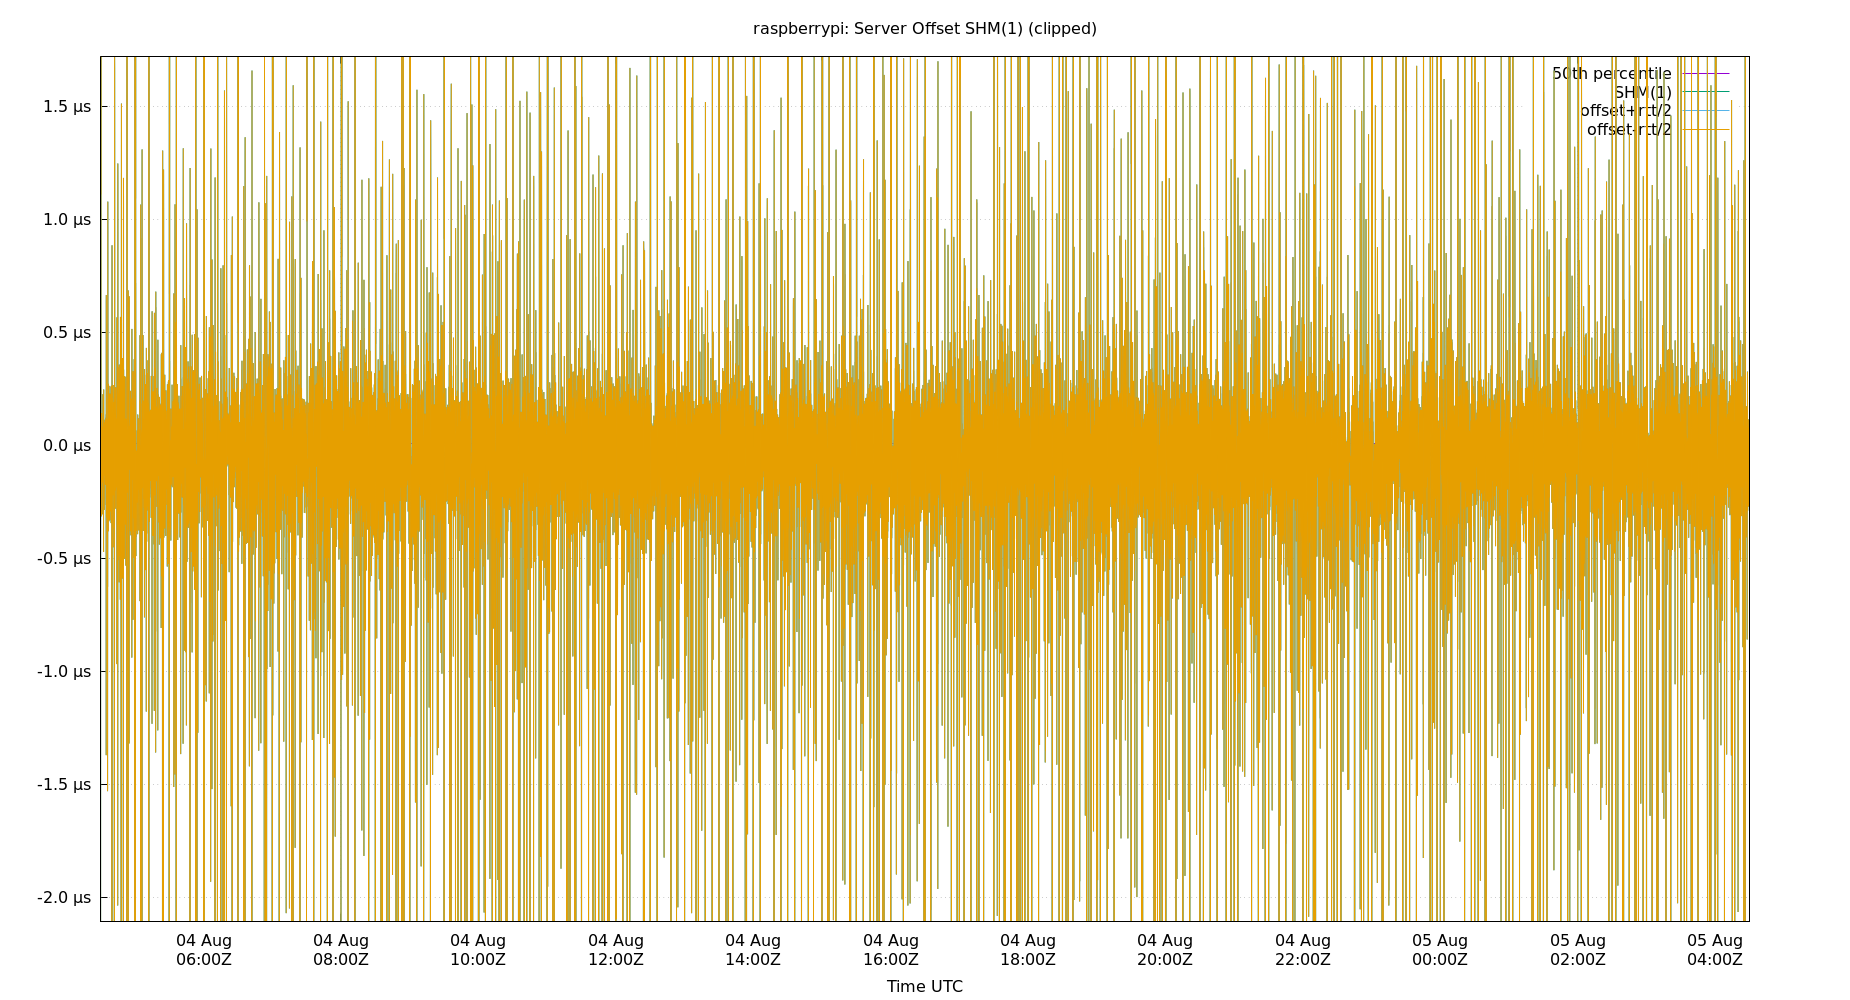 raspberrypi: Server Offset SHM(1) (clipped)
50th percentile
SHM(1)
offset+rtt/2
offset-rtt/2
1.5 µs
1.0 µs
0.5 µs
0.0 µs
-0.5 µs
-1.0 µs
-1.5 µs
-2.0 µs
04 Aug 04 Aug 04 Aug 04 Aug 04 Aug 04 Aug 04 Aug 04 Aug 04 Aug 05 Aug 05 Aug 05 Aug
06:00Z 08:00Z 10:00Z 12:00Z 14:00Z 16:00Z 18:00Z 20:00Z 22:00Z 00:00Z 02:00Z 04:00Z
Time UTC